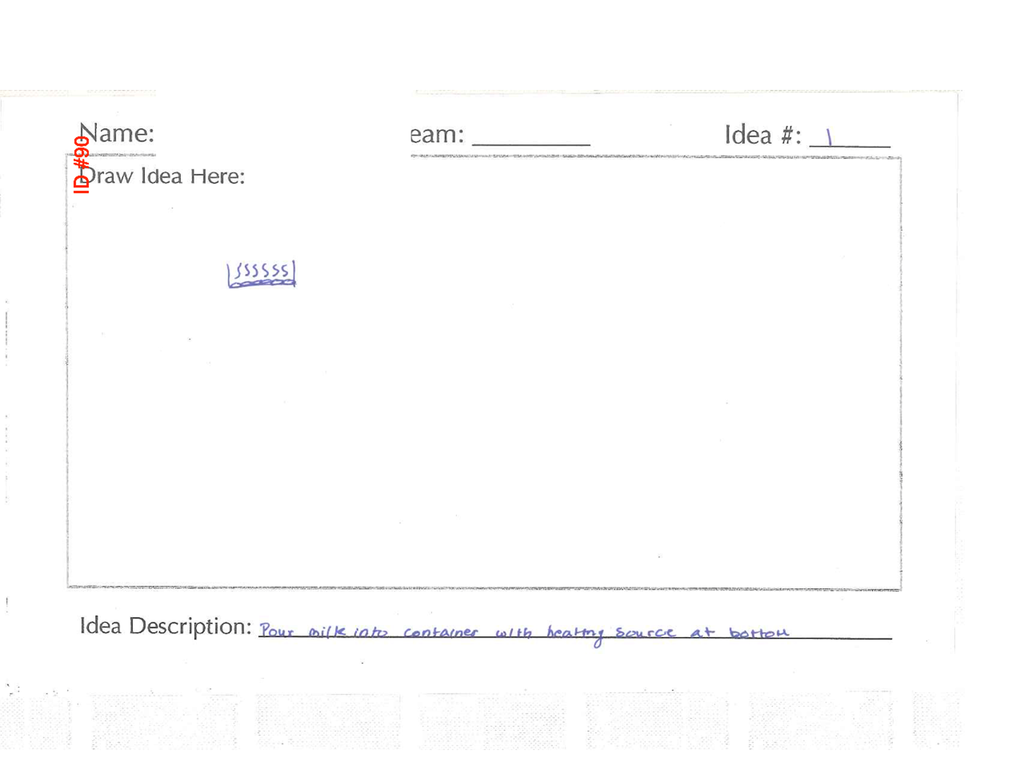 Name: eam: Idea #: 1
ID #90
Draw Idea Here:
SSSSSS
Idea Description: Pour milk into container with heating source at bottom